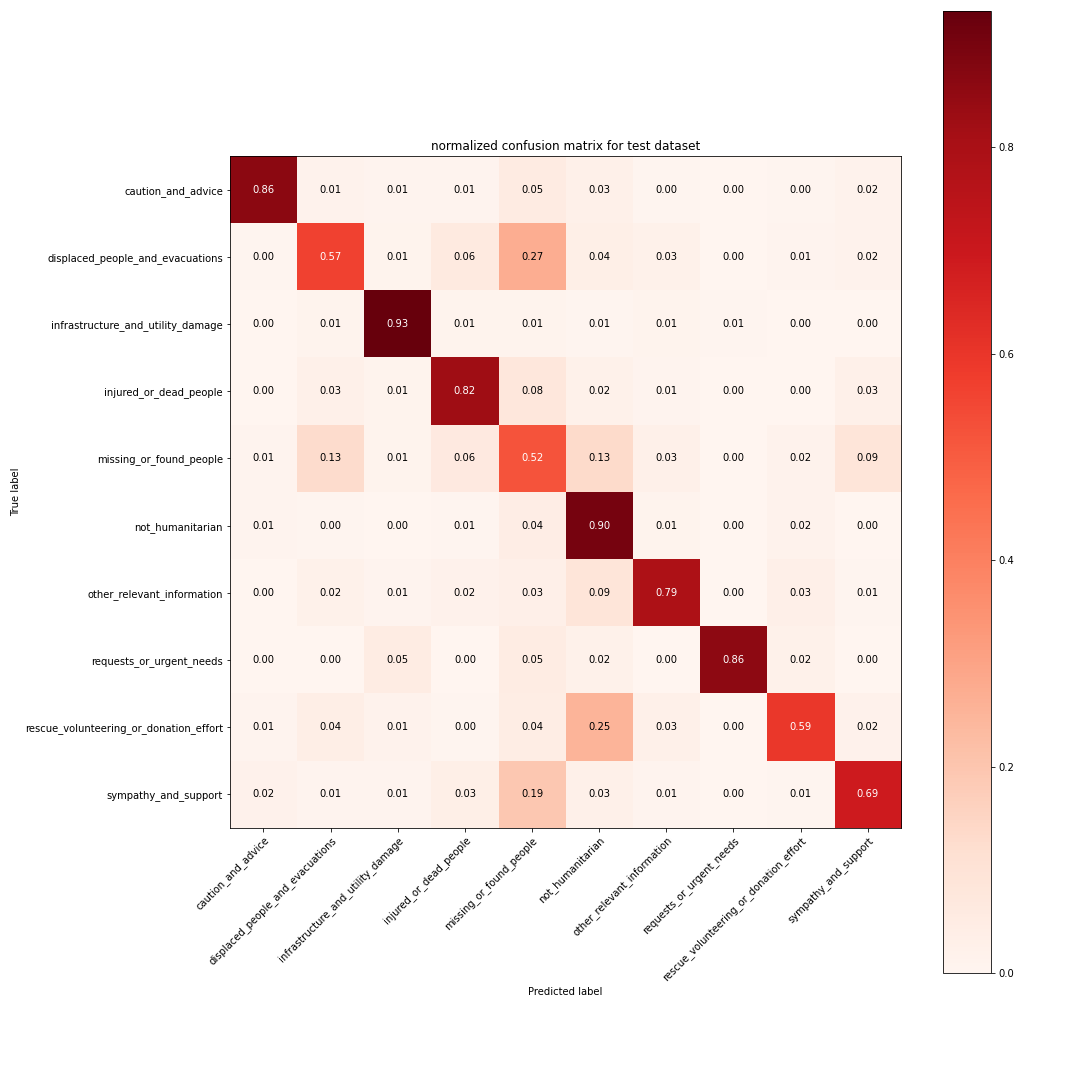 normalized confusion matrix for test dataset
caution_and_advice 0.86 0.01 0.01 0.01 0.05 0.03 0.00 0.00 0.00 0.02
displaced_people_and_evacuations 0.00 0.57 0.01 0.06 0.27 0.04 0.03 0.00 0.01 0.02
infrastructure_and_utility_damage 0.00 0.01 0.93 0.01 0.01 0.01 0.01 0.01 0.00 0.00
injured_or_dead_people 0.00 0.03 0.01 0.82 0.08 0.02 0.01 0.00 0.00 0.03
missing_or_found_people 0.01 0.13 0.01 0.06 0.52 0.13 0.03 0.00 0.02 0.09
not_humanitarian 0.01 0.00 0.00 0.01 0.04 0.90 0.01 0.00 0.02 0.00
other_relevant_information 0.00 0.02 0.01 0.02 0.03 0.09 0.79 0.00 0.03 0.01
requests_or_urgent_needs 0.00 0.00 0.05 0.00 0.05 0.02 0.00 0.86 0.02 0.00
rescue_volunteering_or_donation_effort 0.01 0.04 0.01 0.00 0.04 0.25 0.03 0.00 0.59 0.02
sympathy_and_support 0.02 0.01 0.01 0.03 0.19 0.03 0.01 0.00 0.01 0.69
True label
caution_and_advice
displaced_people_and_evacuations
infrastructure_and_utility_damage
injured_or_dead_people
missing_or_found_people
not_humanitarian
other_relevant_information
requests_or_urgent_needs
rescue_volunteering_or_donation_effort
sympathy_and_support
Predicted label
0.8
0.6
0.4
0.2
0.0